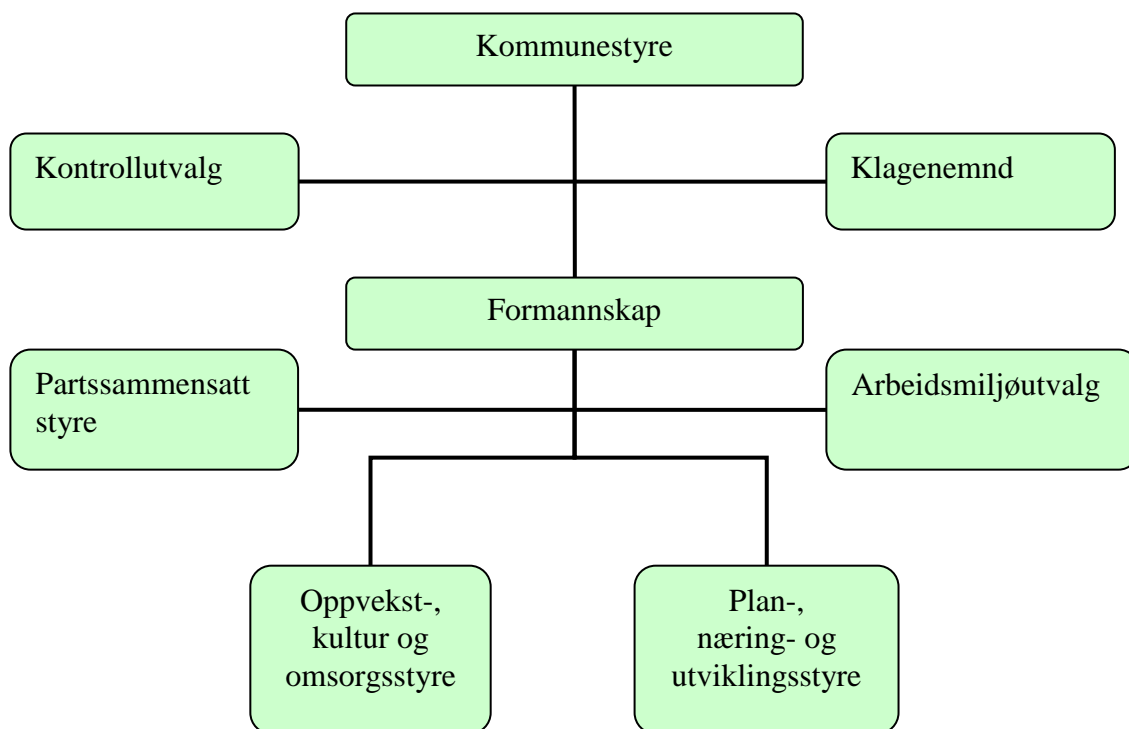 Kommunestyre
Kontrollutvalg
Klagenemnd
Formannskap
Partssammensatt
styre
Arbeidsmiljøutvalg
Oppvekst-,
kultur og
omsorgsstyre
Plan-,
næring- og
utviklingsstyre